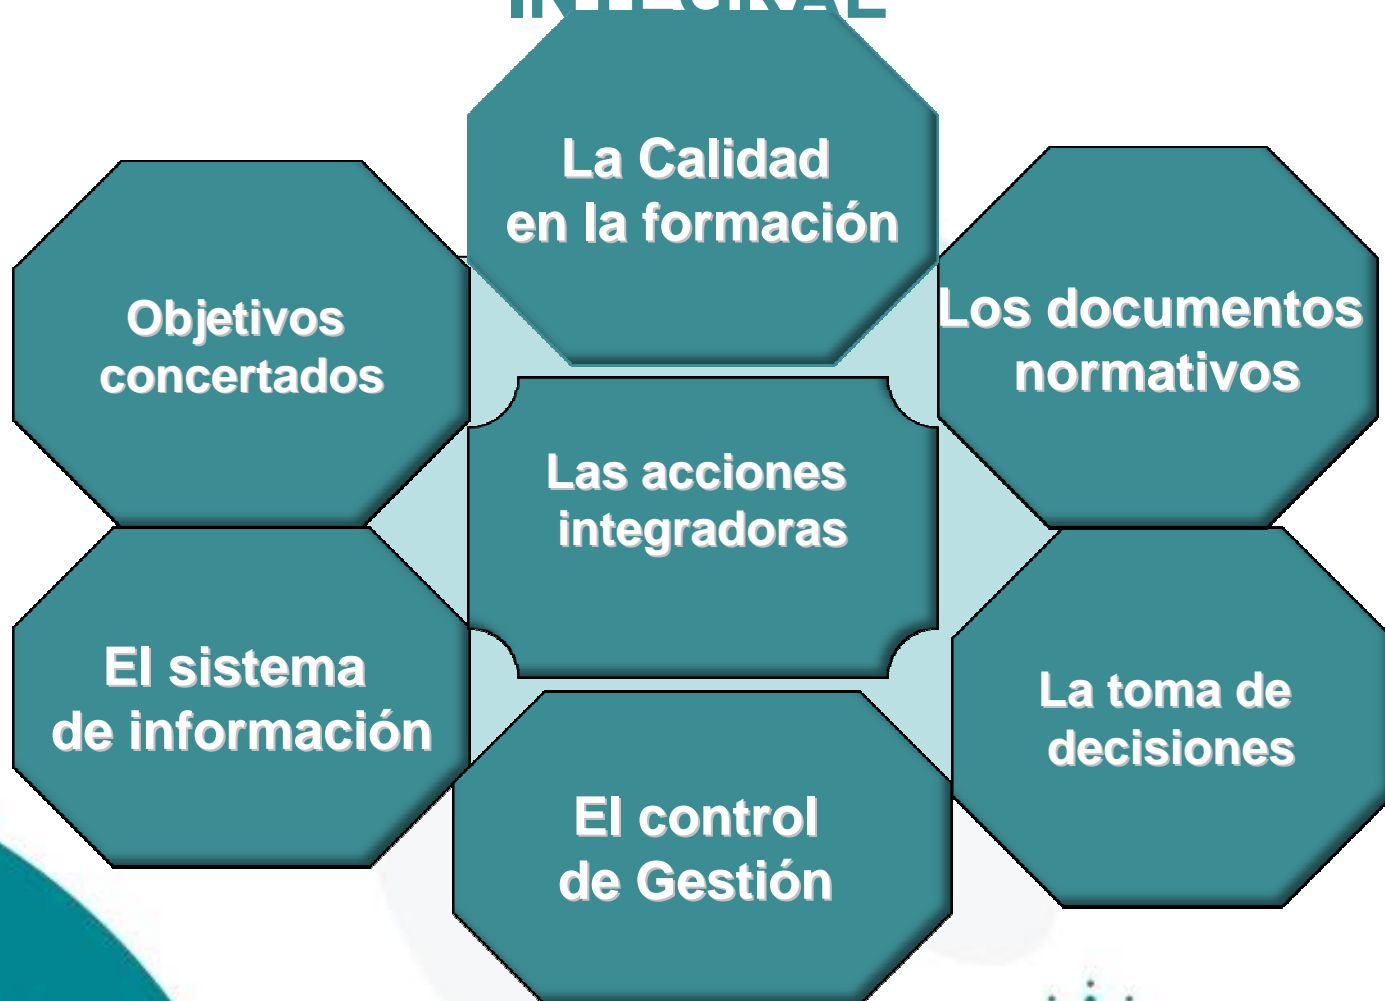 INTEGRAL
La Calidad
en la formación
Objetivos
concertados
Los documentos
normativos
Las acciones
integradoras
El sistema
de información
La toma de
decisiones
El control
de Gestión